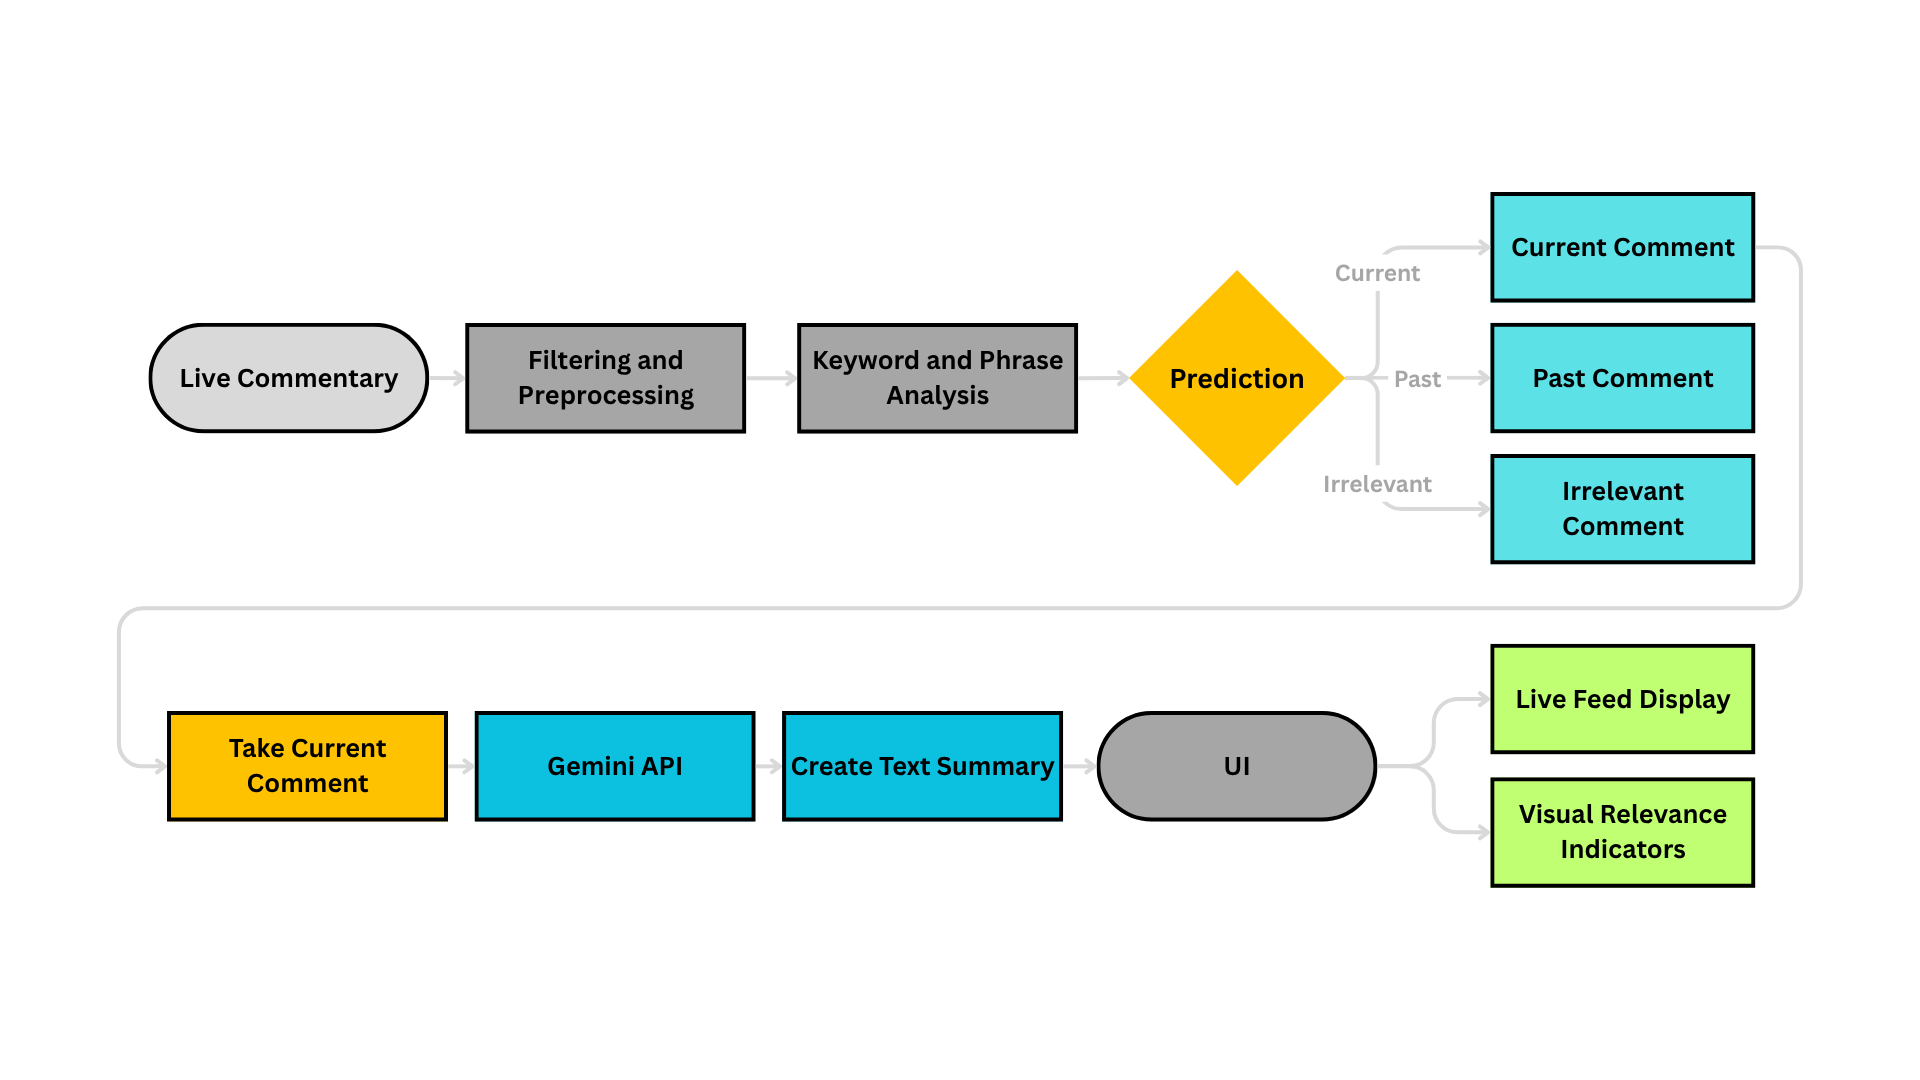 Live Commentary
Filtering and
Preprocessing
Keyword and Phrase
Analysis
Prediction
Current
Past
Irrelevant
Current Comment
Past Comment
Irrelevant
Comment
Take Current
Comment
Gemini API
Create Text Summary
UI
Live Feed Display
Visual Relevance
Indicators